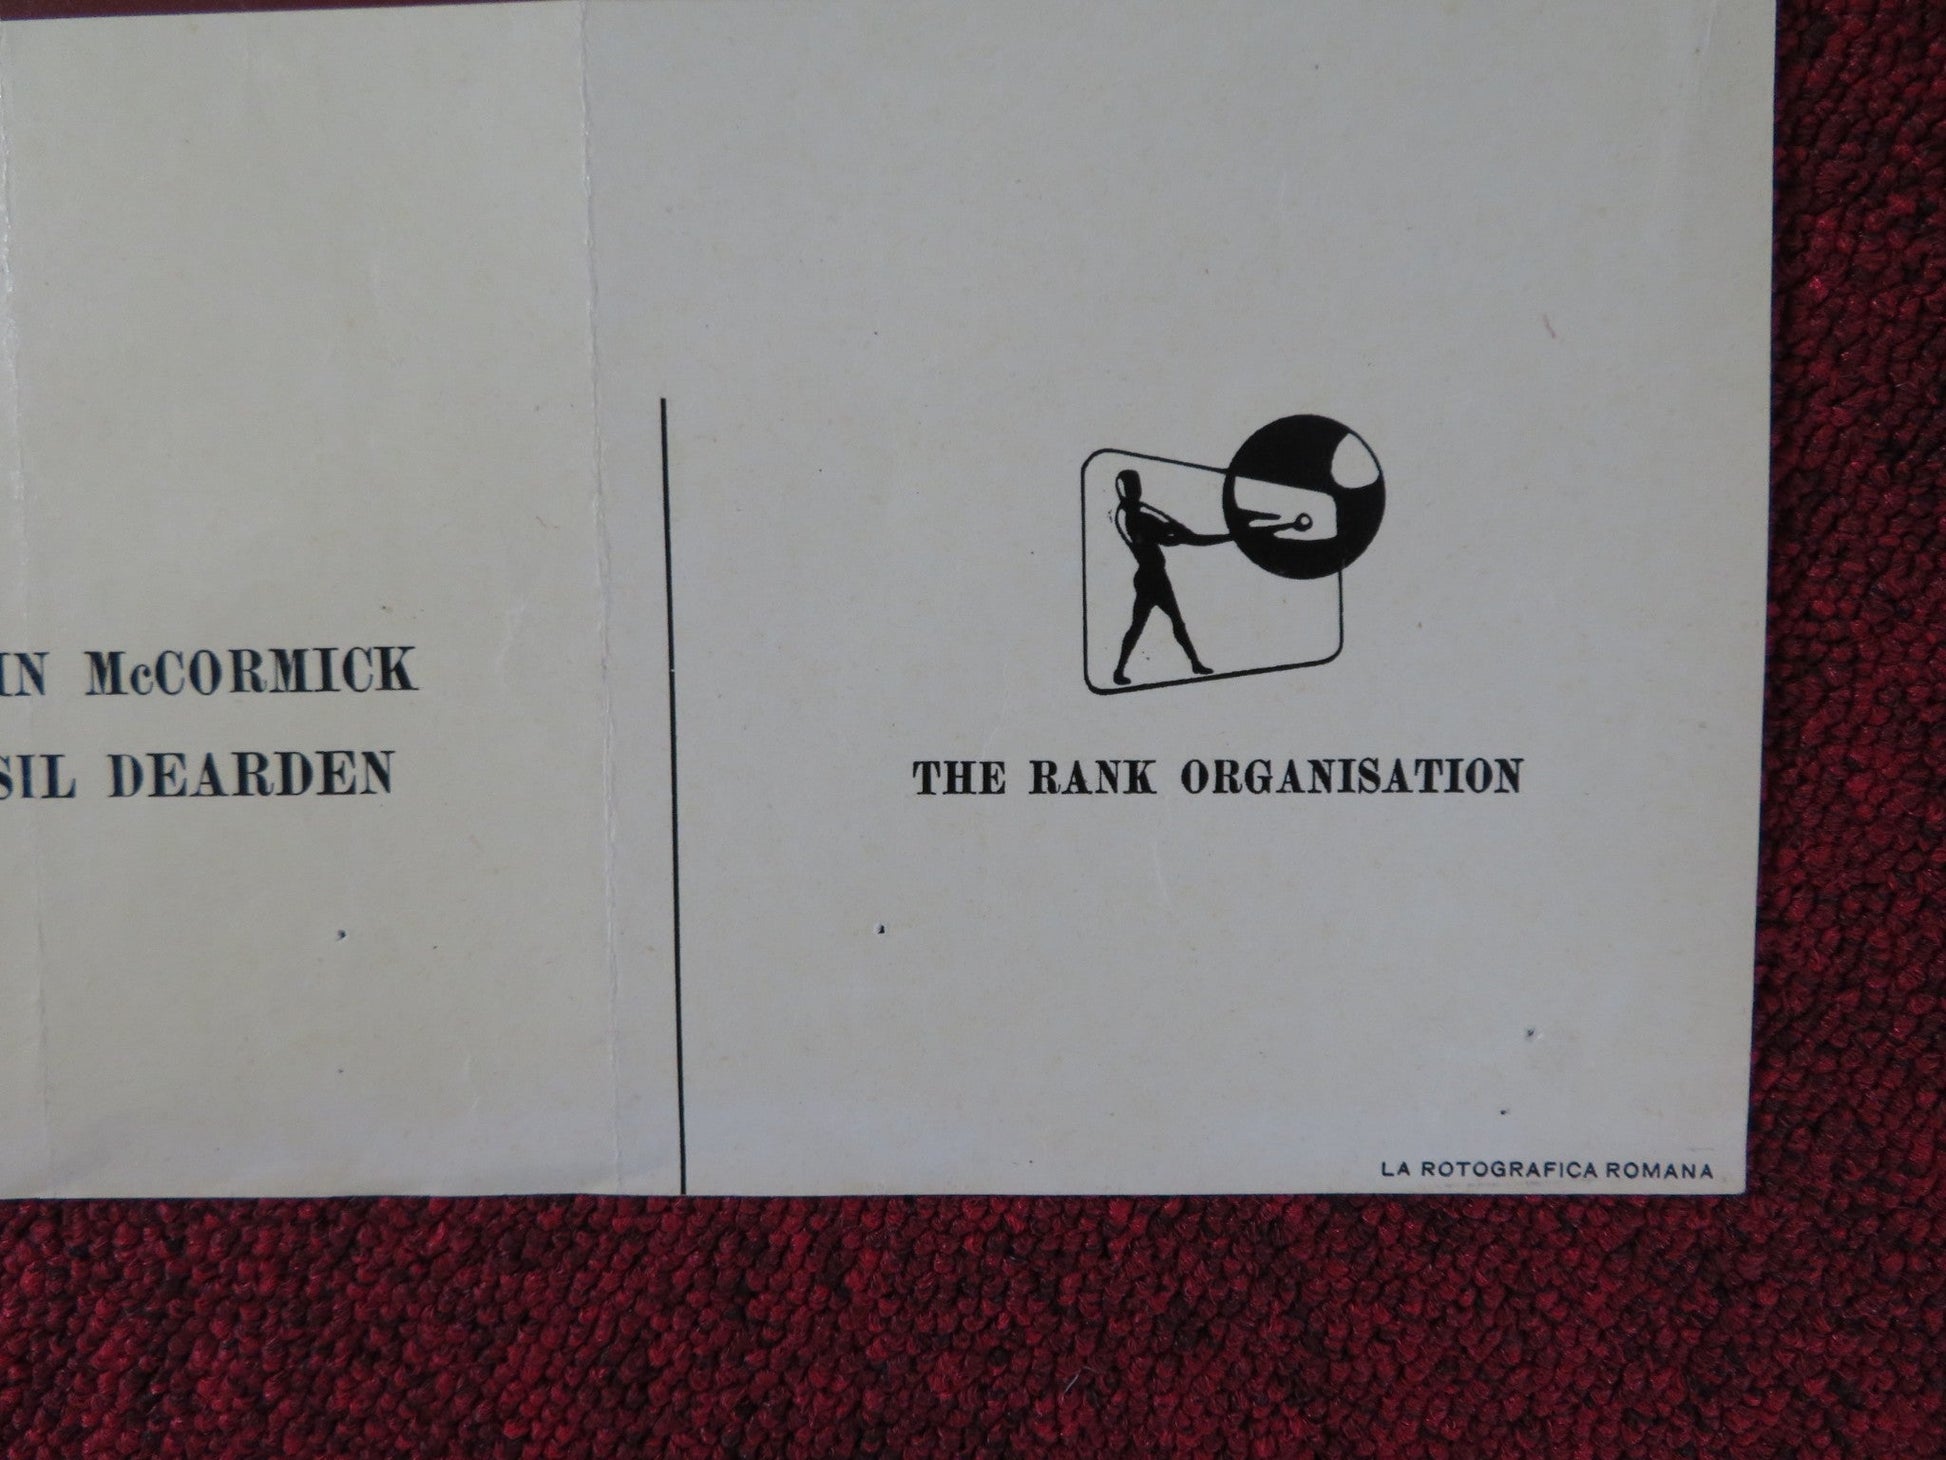 IN McCORMICK
SIL DEARDEN
THE RANK ORGANISATION
LA ROTOGRAFICA ROMANA